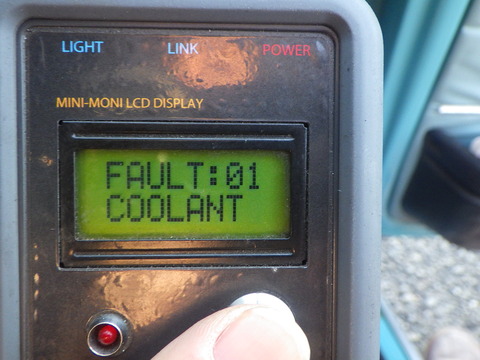 LIGHT LINK POWER
MINI-MONI LCD DISPLAY
FAULT:01
COOLANT